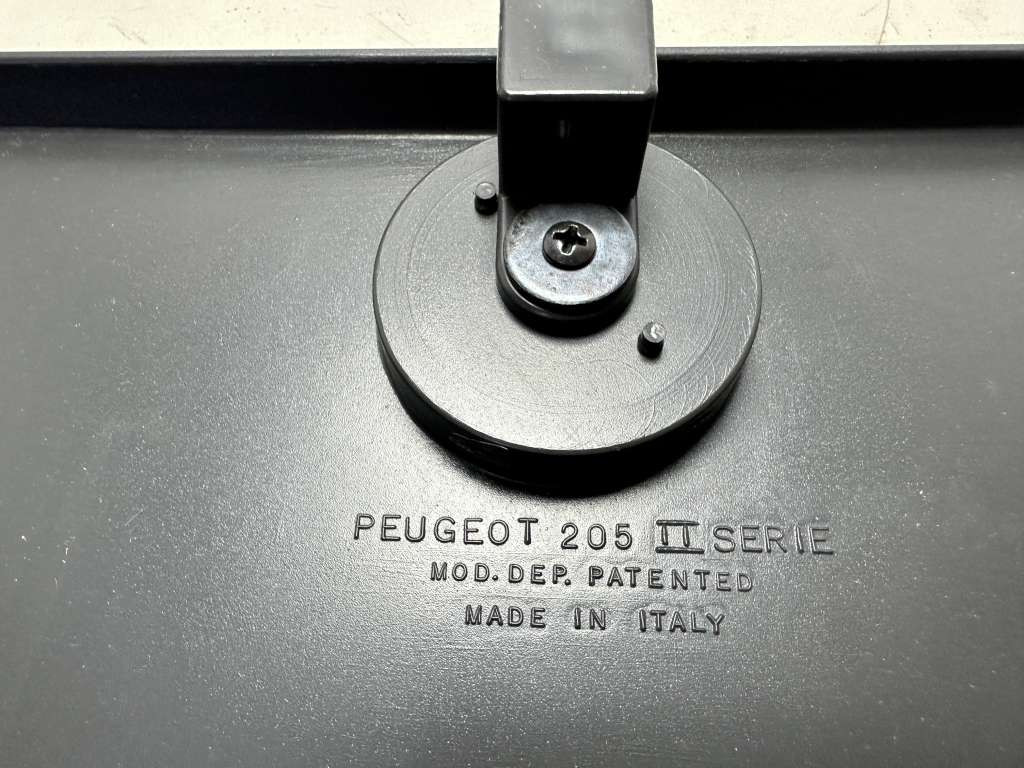 PEUGEOT 205 II SERIE
MOD. DEP. PATENTED
MADE IN ITALY